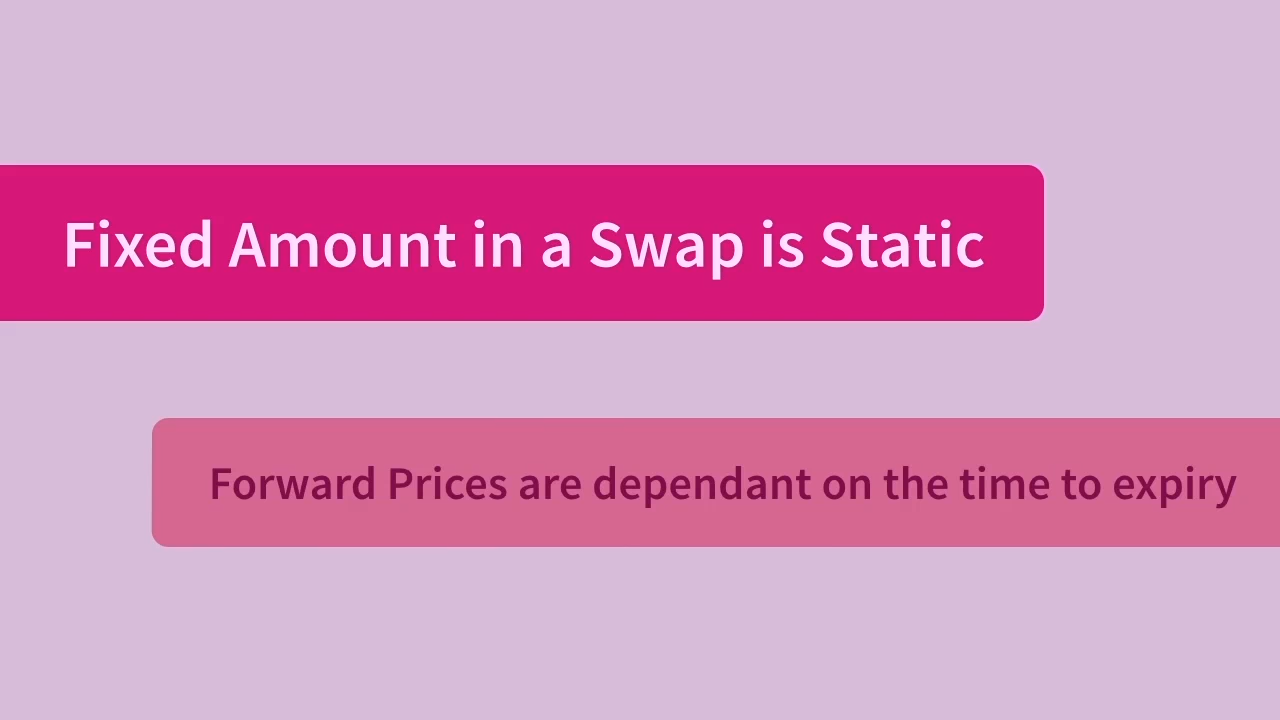 Fixed Amount in a Swap is Static
Forward Prices are dependant on the time to expiry